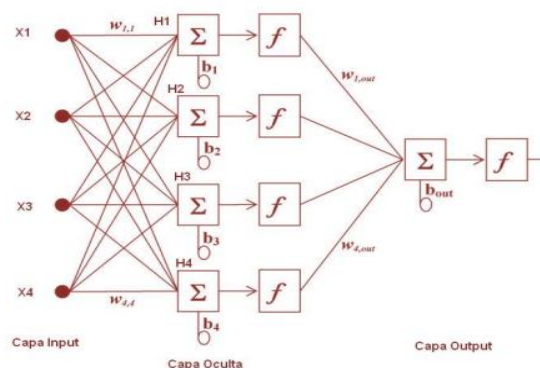 X1
w1,1
H1
Σ
f
b1
w1,out
X2
H2
Σ
f
b2
Σ
f
bout
X3
H3
Σ
f
b3
w4,out
X4
w4,4
H4
Σ
f
b4
Capa Input
Capa Oculta
Capa Output